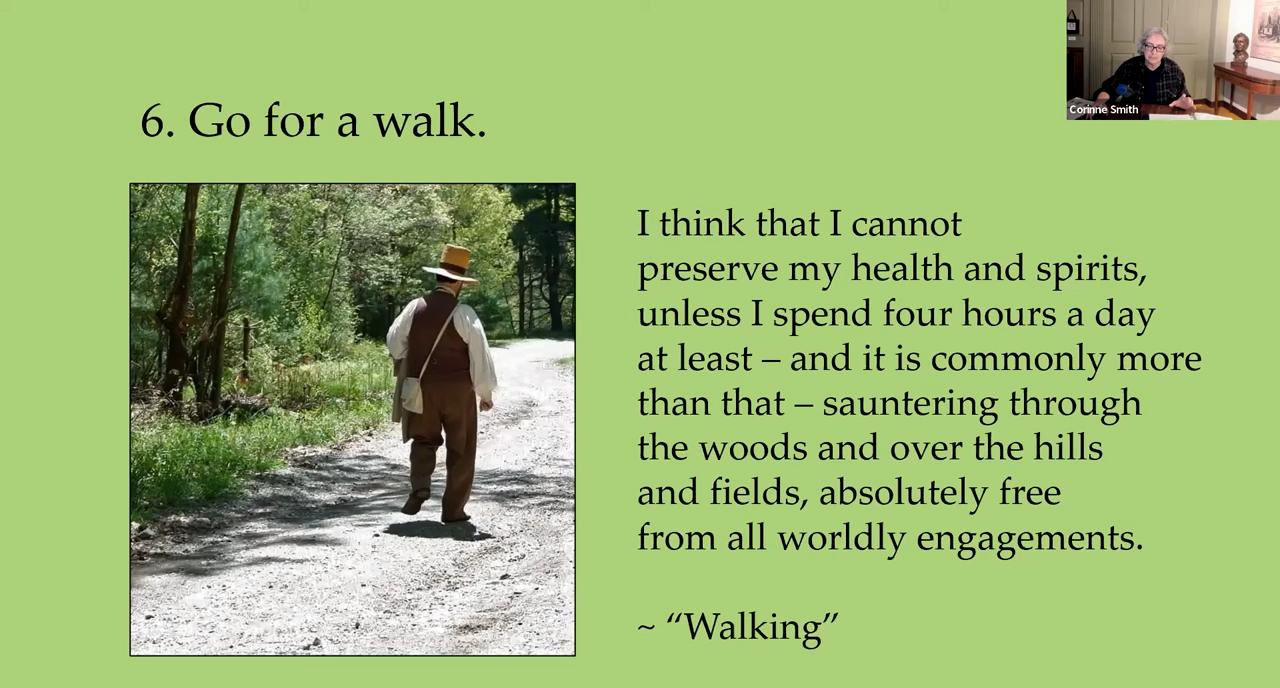 6. Go for a walk.
Corinne Smith
I think that I cannot
preserve my health and spirits,
unless I spend four hours a day
at least – and it is commonly more
than that – sauntering through
the woods and over the hills
and fields, absolutely free
from all worldly engagements.
~ “Walking”